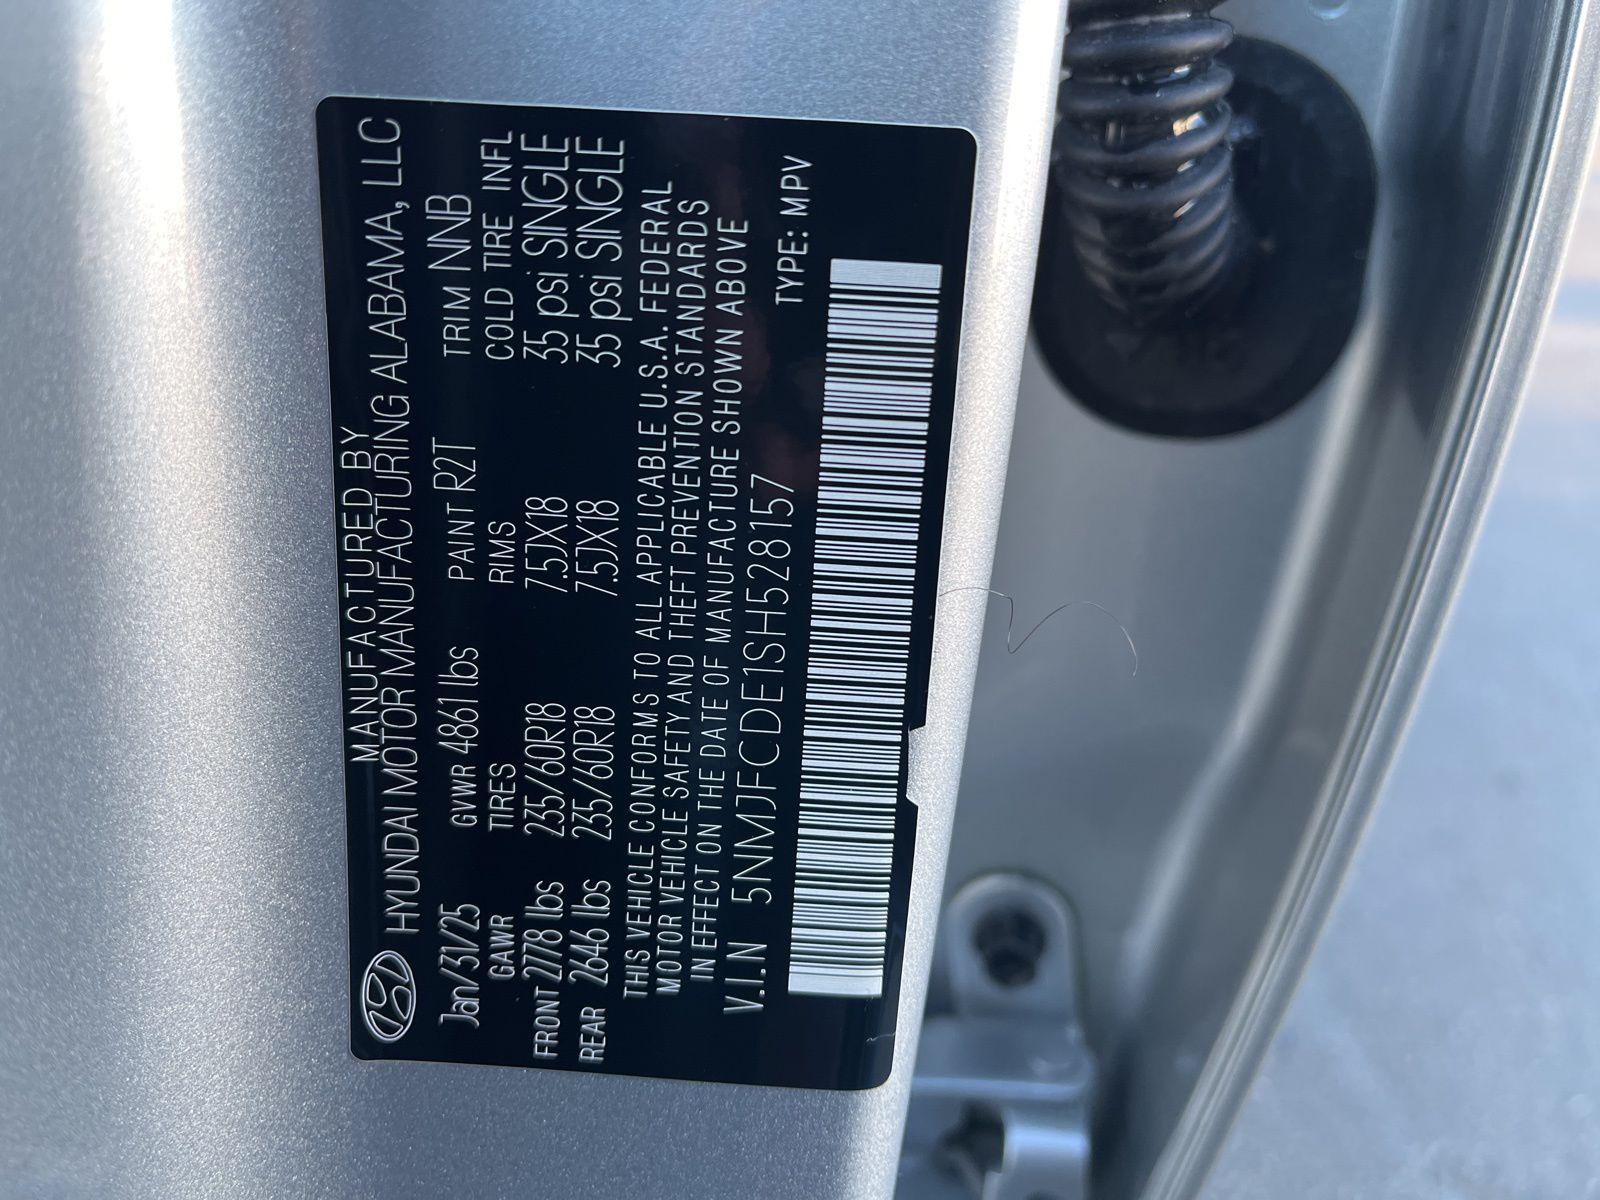 MANUFACTURED BY
HYUNDAI MOTOR MANUFACTURING ALABAMA, LLC
Jan/31/25 GVWR 4861 lbs PAINT R2T TRIM NNB
GAWR TIRES RIMS COLD TIRE INFL
FRONT 2778 lbs 235/60R18 7.5JX18 35 psi SINGLE
REAR 2646 lbs 235/60R18 7.5JX18 35 psi SINGLE
THIS VEHICLE CONFORMS TO ALL APPLICABLE U.S.A. FEDERAL
MOTOR VEHICLE SAFETY AND THEFT PREVENTION STANDARDS
IN EFFECT ON THE DATE OF MANUFACTURE SHOWN ABOVE
V.I.N 5NMJFCDE1SH528157 TYPE: MPV